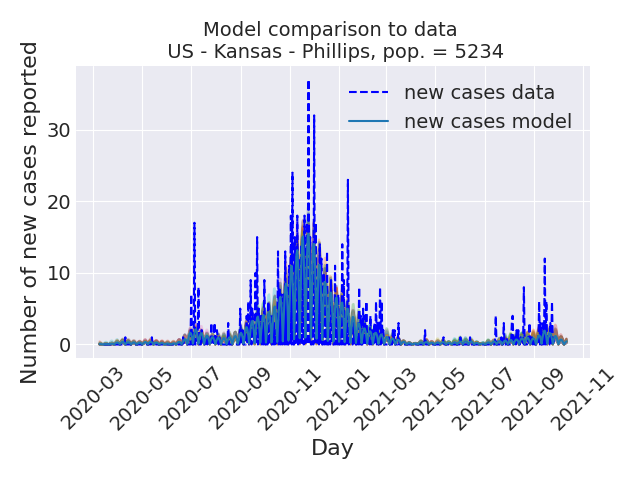 Model comparison to data
US - Kansas - Phillips, pop. = 5234
new cases data
new cases model
Number of new cases reported
30
20
10
0
2020-03
2020-05
2020-07
2020-09
2020-11
2021-01
2021-03
2021-05
2021-07
2021-09
2021-11
Day